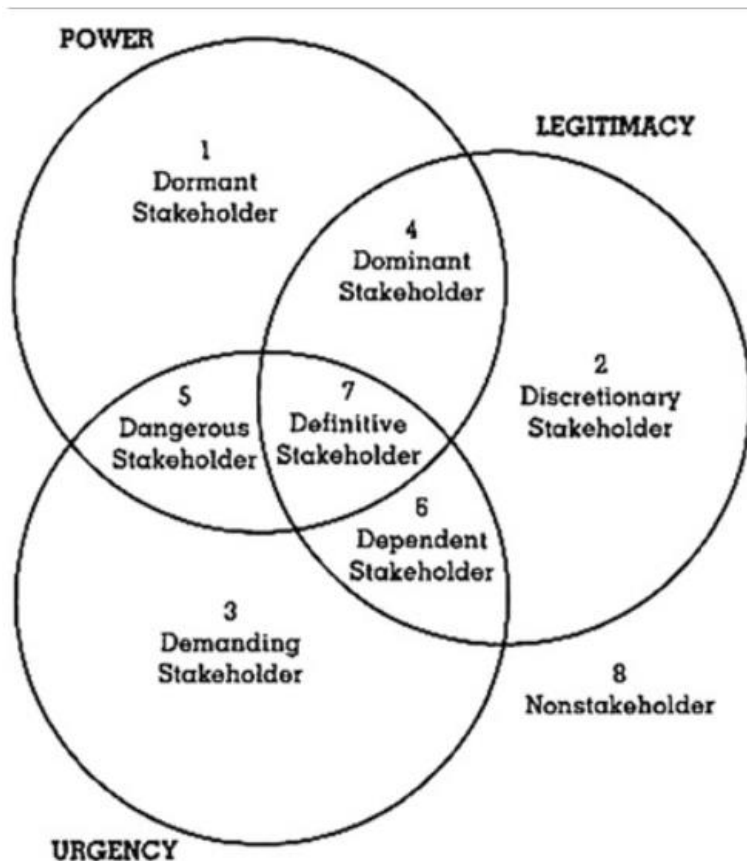 POWER
LEGITIMACY
1
Dormant
Stakeholder
4
Dominant
Stakeholder
2
Discretionary
Stakeholder
5
Dangerous
Stakeholder
7
Definitive
Stakeholder
6
Dependent
Stakeholder
3
Demanding
Stakeholder
8
Nonstakeholder
URGENCY